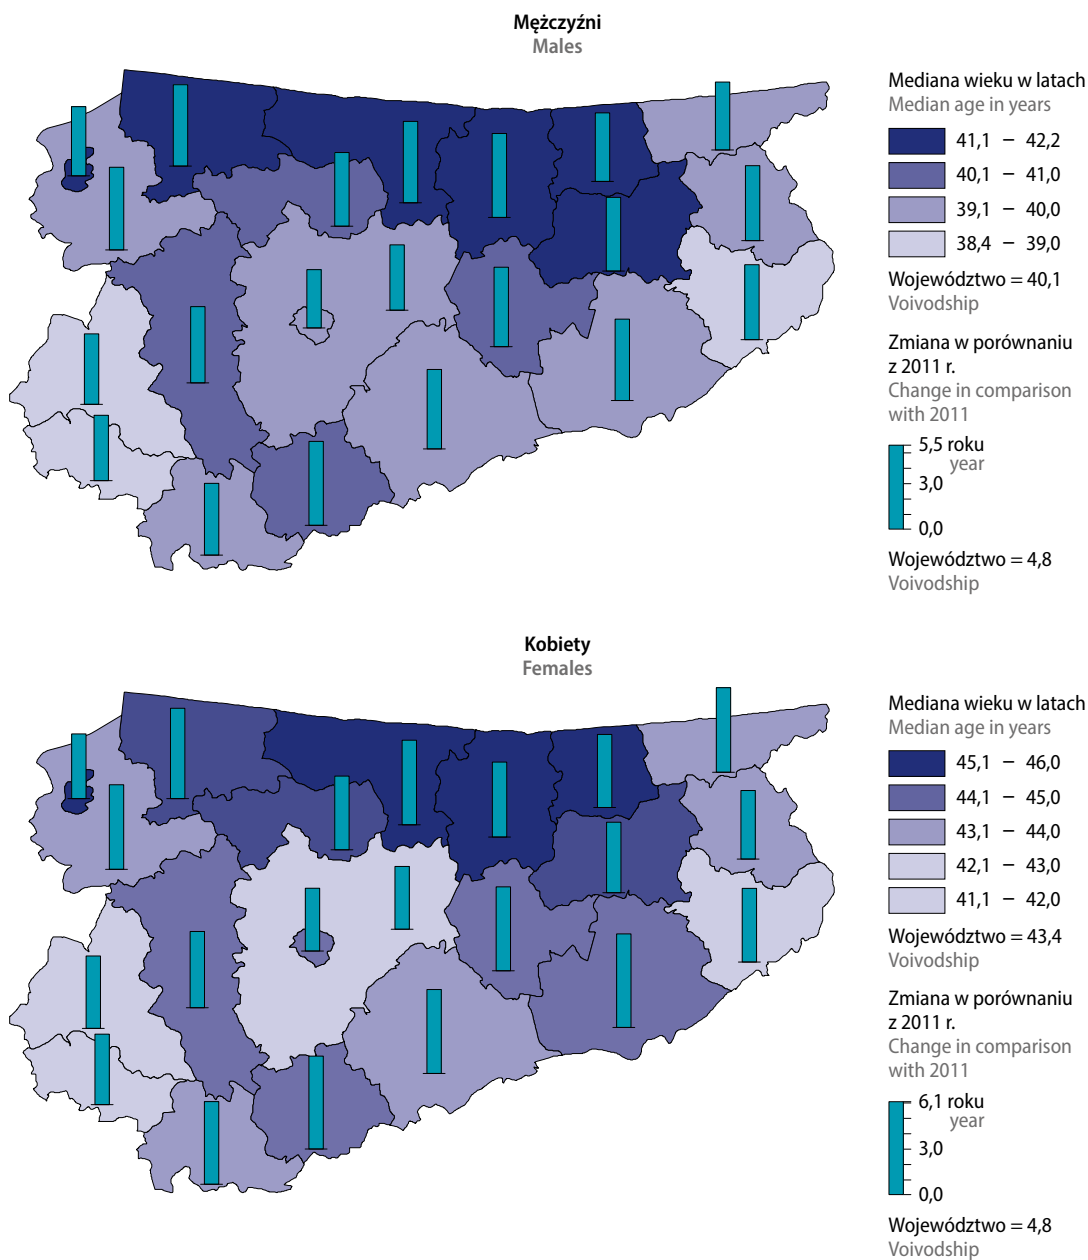 Mężczyźni
Males
Mediana wieku w latach
Median age in years
41,1 – 42,2
40,1 – 41,0
39,1 – 40,0
38,4 – 39,0
Województwo = 40,1
Voivodship
Zmiana w porównaniu
z 2011 r.
Change in comparison
with 2011
5,5 roku
year
3,0
0,0
Województwo = 4,8
Voivodship
Kobiety
Females
Mediana wieku w latach
Median age in years
45,1 – 46,0
44,1 – 45,0
43,1 – 44,0
42,1 – 43,0
41,1 – 42,0
Województwo = 43,4
Voivodship
Zmiana w porównaniu
z 2011 r.
Change in comparison
with 2011
6,1 roku
year
3,0
0,0
Województwo = 4,8
Voivodship